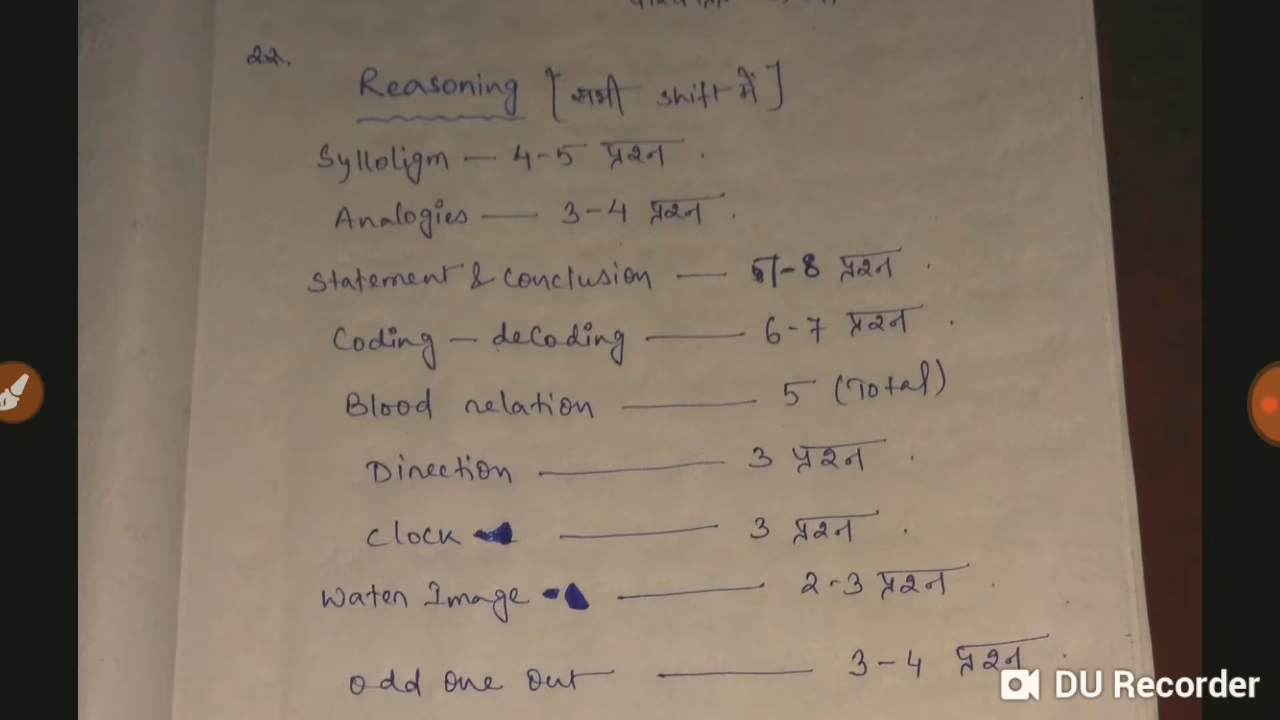 22.
Reasoning [सभी shift में]
Sylloligm — 4-5 प्रश्न .
Analogies — 3-4 प्रश्न .
Statement & Conclusion — -8 प्रश्न .
Coding — decoding — 6-7 प्रश्न .
Blood relation — 5 (Total)
Direction — 3 प्रश्न .
Clock — 3 प्रश्न .
Water Image — 2-3 प्रश्न .
odd one out — 3-4 प्रश्न .
DU Recorder